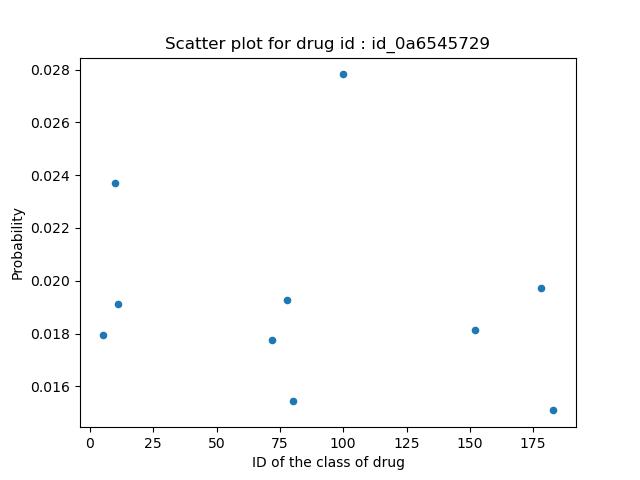 Scatter plot for drug id : id_0a6545729
0.028
0.026
0.024
0.022
0.020
0.018
0.016
Probability
0 25 50 75 100 125 150 175
ID of the class of drug